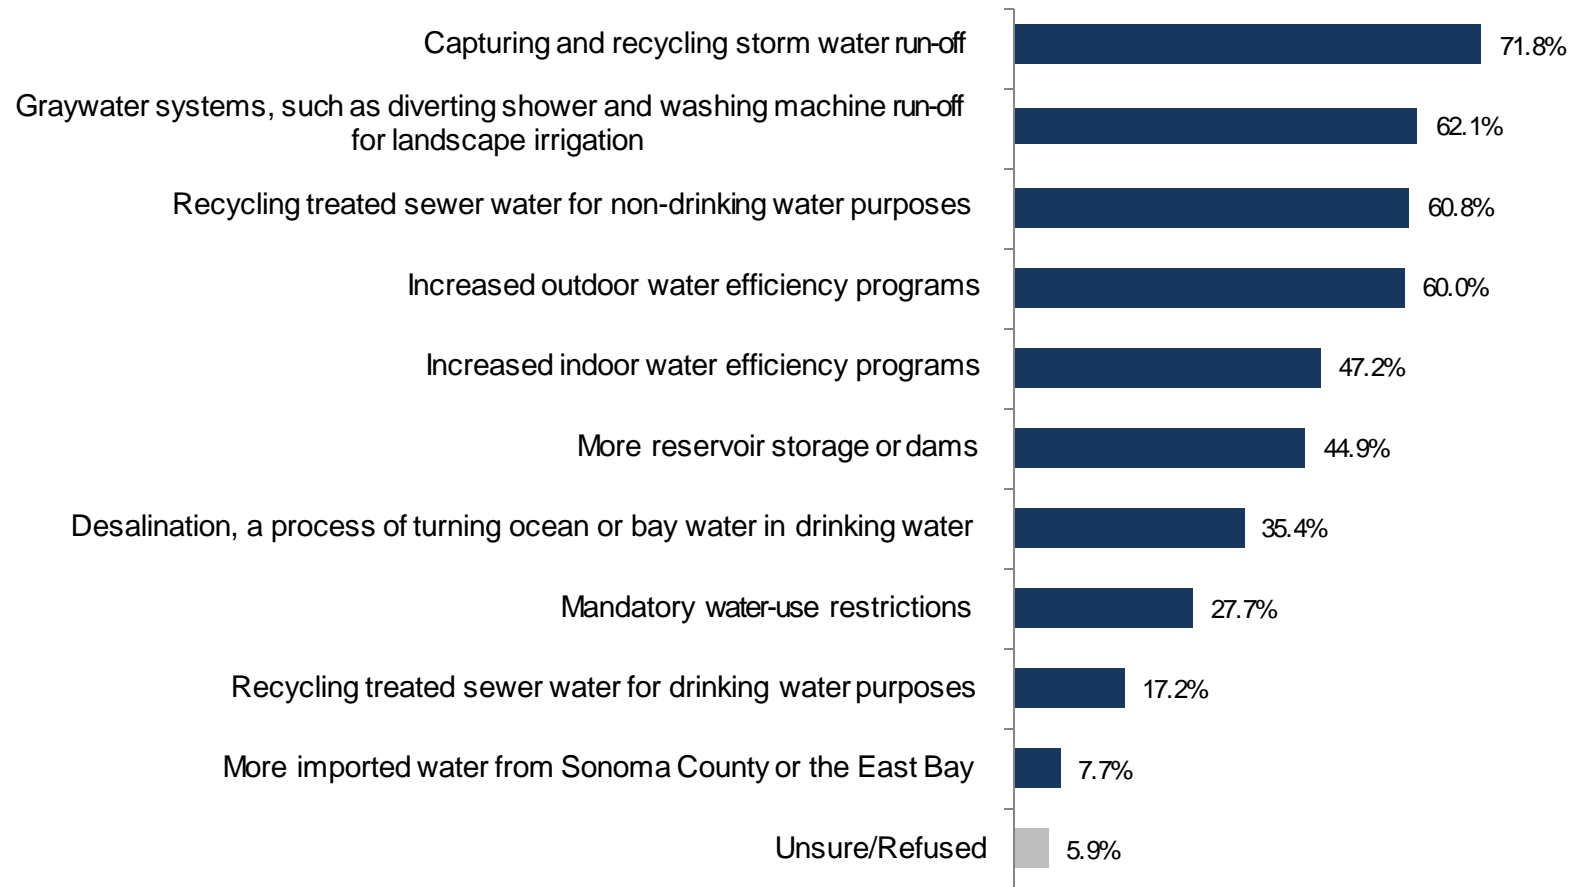 Capturing and recycling storm water run-off
71.8%
Graywater systems, such as diverting shower and washing machine run-off
for landscape irrigation
62.1%
Recycling treated sewer water for non-drinking water purposes
60.8%
Increased outdoor water efficiency programs
60.0%
Increased indoor water efficiency programs
47.2%
More reservoir storage or dams
44.9%
Desalination, a process of turning ocean or bay water in drinking water
35.4%
Mandatory water-use restrictions
27.7%
Recycling treated sewer water for drinking water purposes
17.2%
More imported water from Sonoma County or the East Bay
7.7%
Unsure/Refused
5.9%